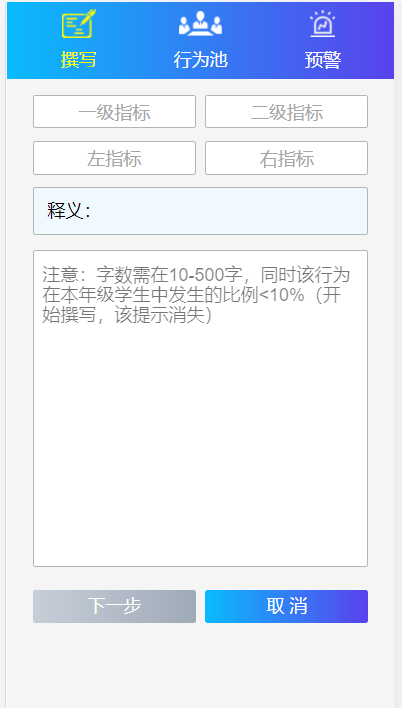 撰写 行为池 预警
一级指标 二级指标
左指标 右指标
释义：
注意：字数需在10-500字，同时该行为
在本年级学生中发生的比例<10%（开
始撰写，该提示消失）
下一步 取 消